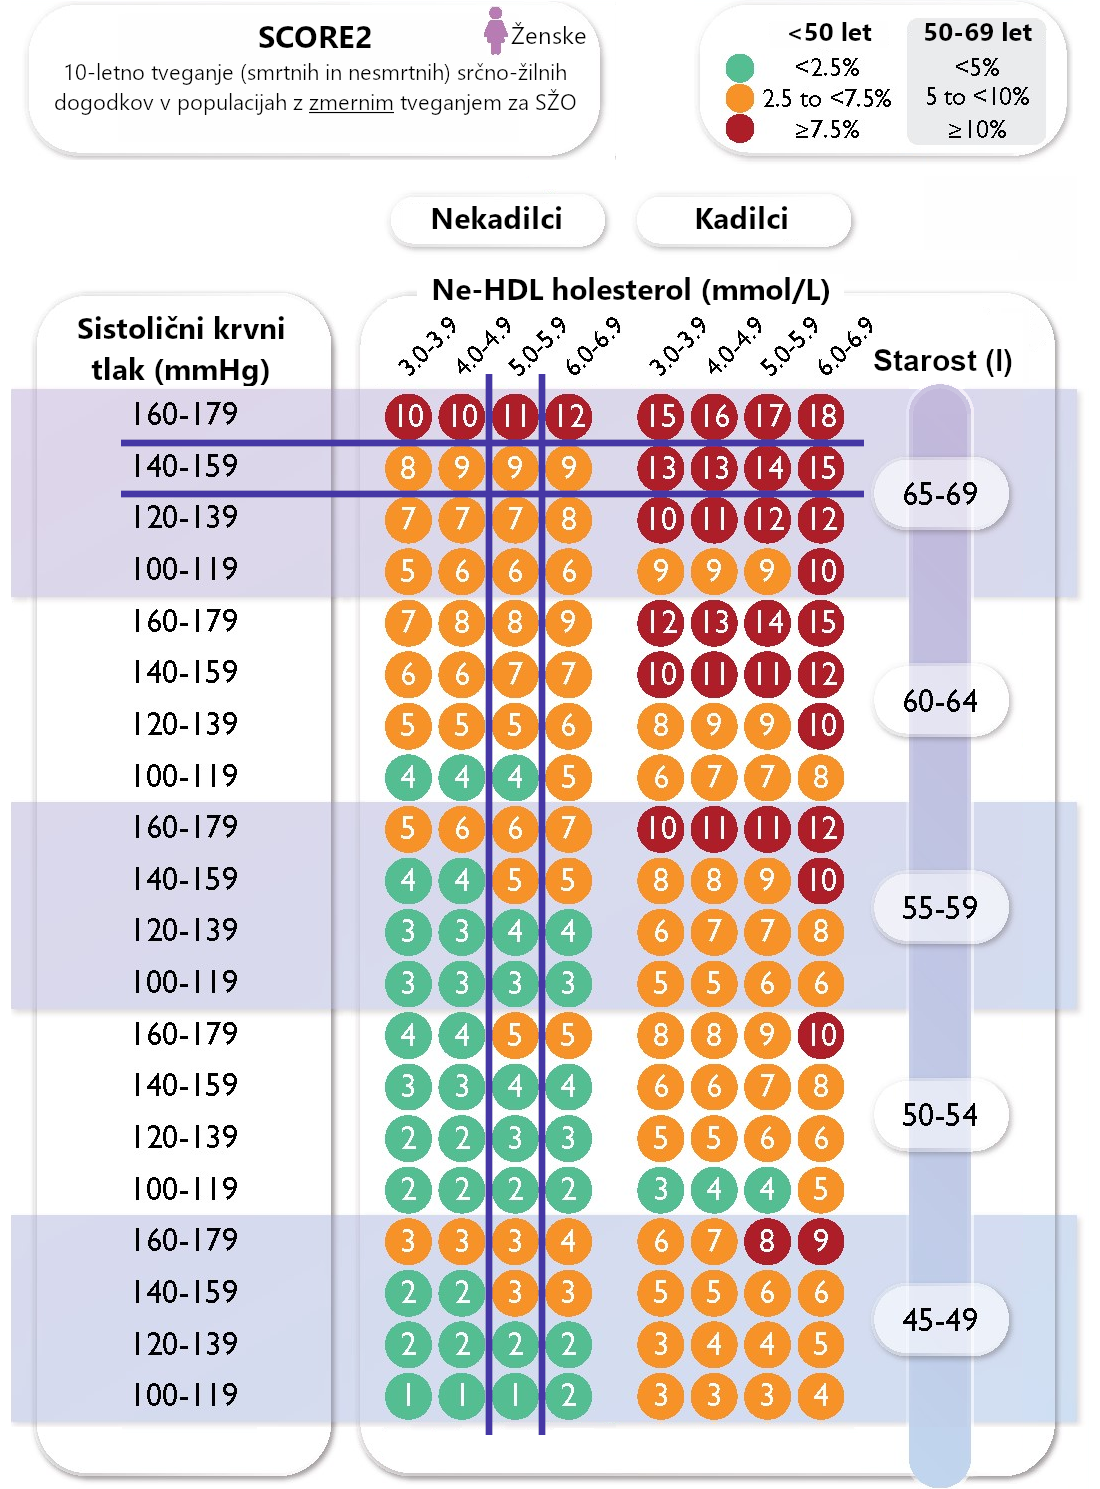 SCORE2
Ženske
10-letno tveganje (smrtnih in nesmrtnih) srčno-žilnih
dogodkov v populacijah z zmernim tveganjem za SŽO
<50 let 50-69 let
<2.5% <5%
2.5 to <7.5% 5 to <10%
≥7.5% ≥10%
Nekadilci Kadilci
Ne-HDL holesterol (mmol/L)
Sistolični krvni
tlak (mmHg)
3.0-3.9 4.0-4.9 5.0-5.9 6.0-6.9 3.0-3.9 4.0-4.9 5.0-5.9 6.0-6.9
Starost (l)
160-179 10 10 11 12 15 16 17 18
140-159 8 9 9 9 13 13 14 15
65-69
120-139 7 7 7 8 10 11 12 12
100-119 5 6 6 6 9 9 9 10
160-179 7 8 8 9 12 13 14 15
140-159 6 6 7 7 10 11 11 12
60-64
120-139 5 5 5 6 8 9 9 10
100-119 4 4 4 5 6 7 7 8
160-179 5 6 6 7 10 11 11 12
140-159 4 4 5 5 8 8 9 10
55-59
120-139 3 3 4 4 6 7 7 8
100-119 3 3 3 3 5 5 6 6
160-179 4 4 5 5 8 8 9 10
140-159 3 3 4 4 6 6 7 8
50-54
120-139 2 2 3 3 5 5 6 6
100-119 2 2 2 2 3 4 4 5
160-179 3 3 3 4 6 7 8 9
140-159 2 2 3 3 5 5 6 6
45-49
120-139 2 2 2 2 3 4 4 5
100-119 1 1 1 2 3 3 3 4